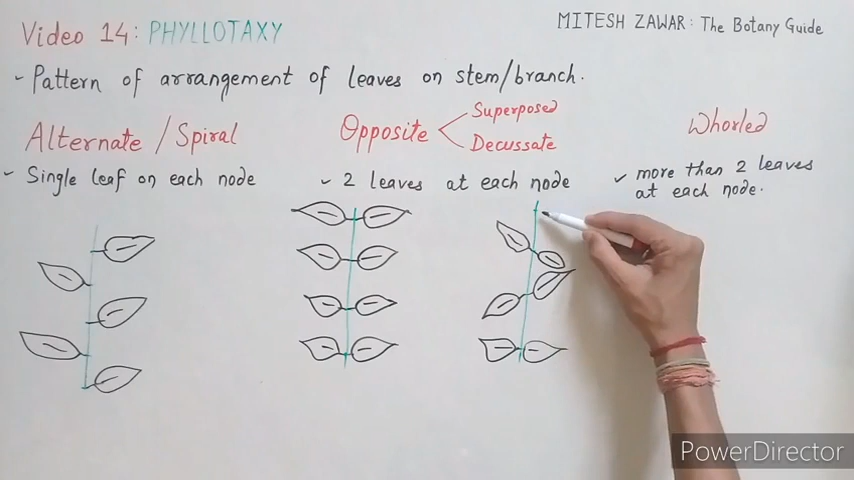 Video 14: PHYLLOTAXY
MITESH ZAWAR: The Botany Guide
- Pattern of arrangement of leaves on stem/branch.
Alternate / Spiral
- Single leaf on each node
Opposite
Superposed
Decussate
- 2 leaves at each node
Whorled
✓ more than 2 leaves
at each node.
PowerDirector